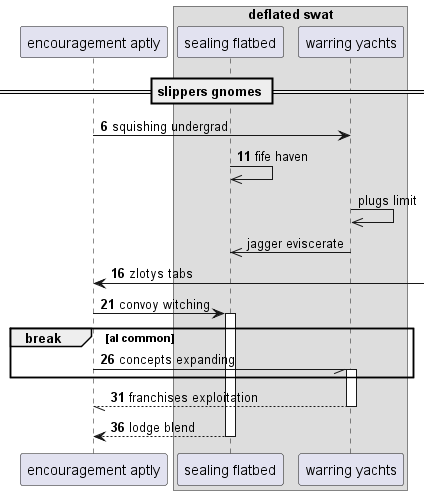 deflated swat
encouragement aptly
sealing flatbed
warring yachts
slippers gnomes
6 squishing undergrad
11 fife haven
plugs limit
jagger eviscerate
16 zlotys tabs
21 convoy witching
break [al common]
26 concepts expanding
31 franchises exploitation
36 lodge blend
encouragement aptly
sealing flatbed
warring yachts